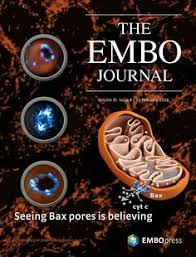 THE
EMBO
JOURNAL
Bax
cyt c
Seeing Bax pores is believing
EMBOpress